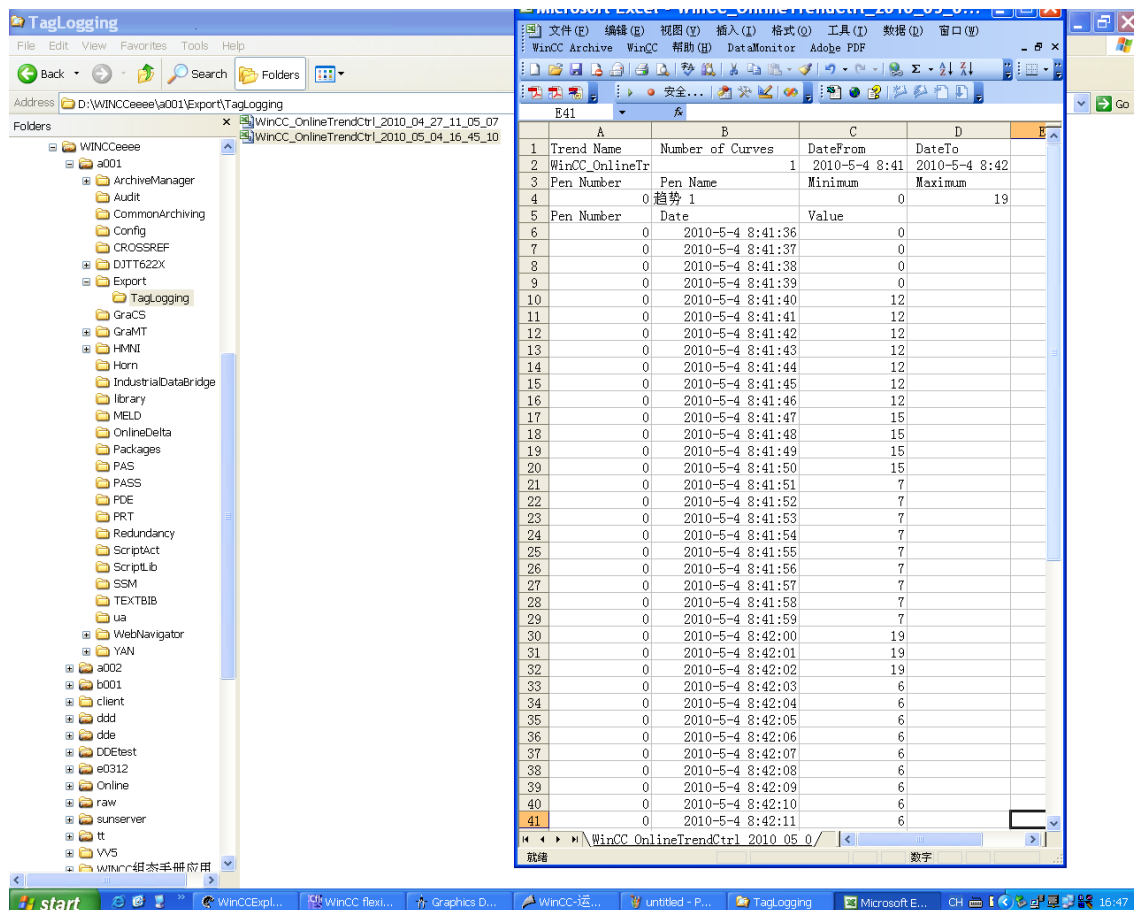 TagLogging
File Edit View Favorites Tools Help
Back Search Folders
Address D:\WINCCeeee\a001\Export\TagLogging Go
Folders
WINCCeeee
a001
ArchiveManager
Audit
CommonArchiving
Config
CROSSREF
DJTT622X
Export
TagLogging
GraCS
GraMT
HMNI
Horn
IndustrialDataBridge
library
MELD
OnlineDelta
Packages
PAS
PASS
PDE
PRT
Redundancy
ScriptAct
ScriptLib
SSM
TEXTBIB
ua
WebNavigator
YAN
a002
b001
client
ddd
dde
DDEtest
e0312
Online
raw
sunserver
tt
VV5
WINCC组态手册应用
WinCC_OnlineTrendCtrl_2010_04_27_11_05_07
WinCC_OnlineTrendCtrl_2010_05_04_16_45_10
Microsoft Excel - WinCC_OnlineTrendCtrl_2010_05_0...
文件(F) 编辑(E) 视图(V) 插入(I) 格式(O) 工具(T) 数据(D) 窗口(W)
WinCC Archive WinCC 帮助(H) DataMonitor Adobe PDF
安全...
E41 fx
A B C D E
1 Trend Name Number of Curves DateFrom DateTo
2 WinCC_OnlineTr 1 2010-5-4 8:41 2010-5-4 8:42
3 Pen Number Pen Name Minimum Maximum
4 0 趋势 1 0 19
5 Pen Number Date Value
6 0 2010-5-4 8:41:36 0
7 0 2010-5-4 8:41:37 0
8 0 2010-5-4 8:41:38 0
9 0 2010-5-4 8:41:39 0
10 0 2010-5-4 8:41:40 12
11 0 2010-5-4 8:41:41 12
12 0 2010-5-4 8:41:42 12
13 0 2010-5-4 8:41:43 12
14 0 2010-5-4 8:41:44 12
15 0 2010-5-4 8:41:45 12
16 0 2010-5-4 8:41:46 12
17 0 2010-5-4 8:41:47 15
18 0 2010-5-4 8:41:48 15
19 0 2010-5-4 8:41:49 15
20 0 2010-5-4 8:41:50 15
21 0 2010-5-4 8:41:51 7
22 0 2010-5-4 8:41:52 7
23 0 2010-5-4 8:41:53 7
24 0 2010-5-4 8:41:54 7
25 0 2010-5-4 8:41:55 7
26 0 2010-5-4 8:41:56 7
27 0 2010-5-4 8:41:57 7
28 0 2010-5-4 8:41:58 7
29 0 2010-5-4 8:41:59 7
30 0 2010-5-4 8:42:00 19
31 0 2010-5-4 8:42:01 19
32 0 2010-5-4 8:42:02 19
33 0 2010-5-4 8:42:03 6
34 0 2010-5-4 8:42:04 6
35 0 2010-5-4 8:42:05 6
36 0 2010-5-4 8:42:06 6
37 0 2010-5-4 8:42:07 6
38 0 2010-5-4 8:42:08 6
39 0 2010-5-4 8:42:09 6
40 0 2010-5-4 8:42:10 6
41 0 2010-5-4 8:42:11 6
WinCC_OnlineTrendCtrl_2010_05_0
就绪 数字
start WinCCExpl... WinCC flexi... Graphics D... WinCC-运... untitled - P... TagLogging Microsoft E... CH 16:47